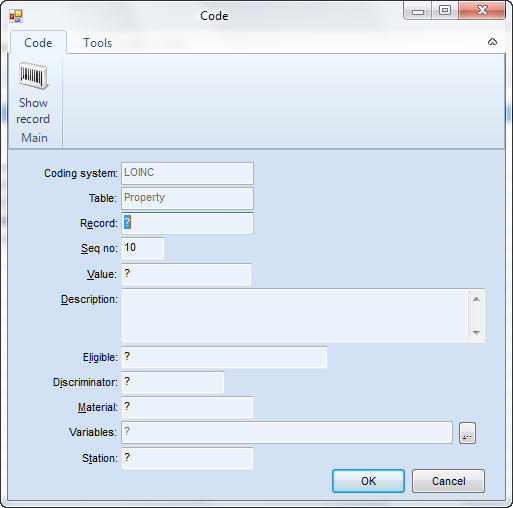 Code
Code Tools
Show
record
Main
Coding system: LOINC
Table: Property
Record: ?
Seq no: 10
Value: ?
Description:
Eligible: ?
Discriminator: ?
Material: ?
Variables: ? ...
Station: ?
OK Cancel